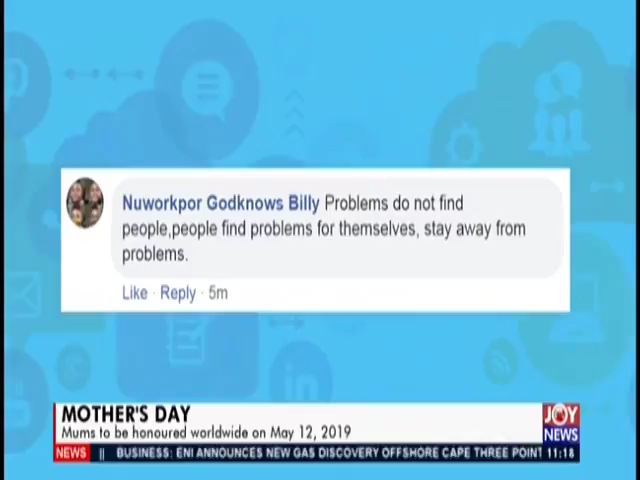 Nuworkpor Godknows Billy Problems do not find
people,people find problems for themselves, stay away from
problems.
Like · Reply · 5m
MOTHER'S DAY
Mums to be honoured worldwide on May 12, 2019
JOY
NEWS
NEWS || BUSINESS: ENI ANNOUNCES NEW GAS DISCOVERY OFFSHORE CAPE THREE POINT 11:18